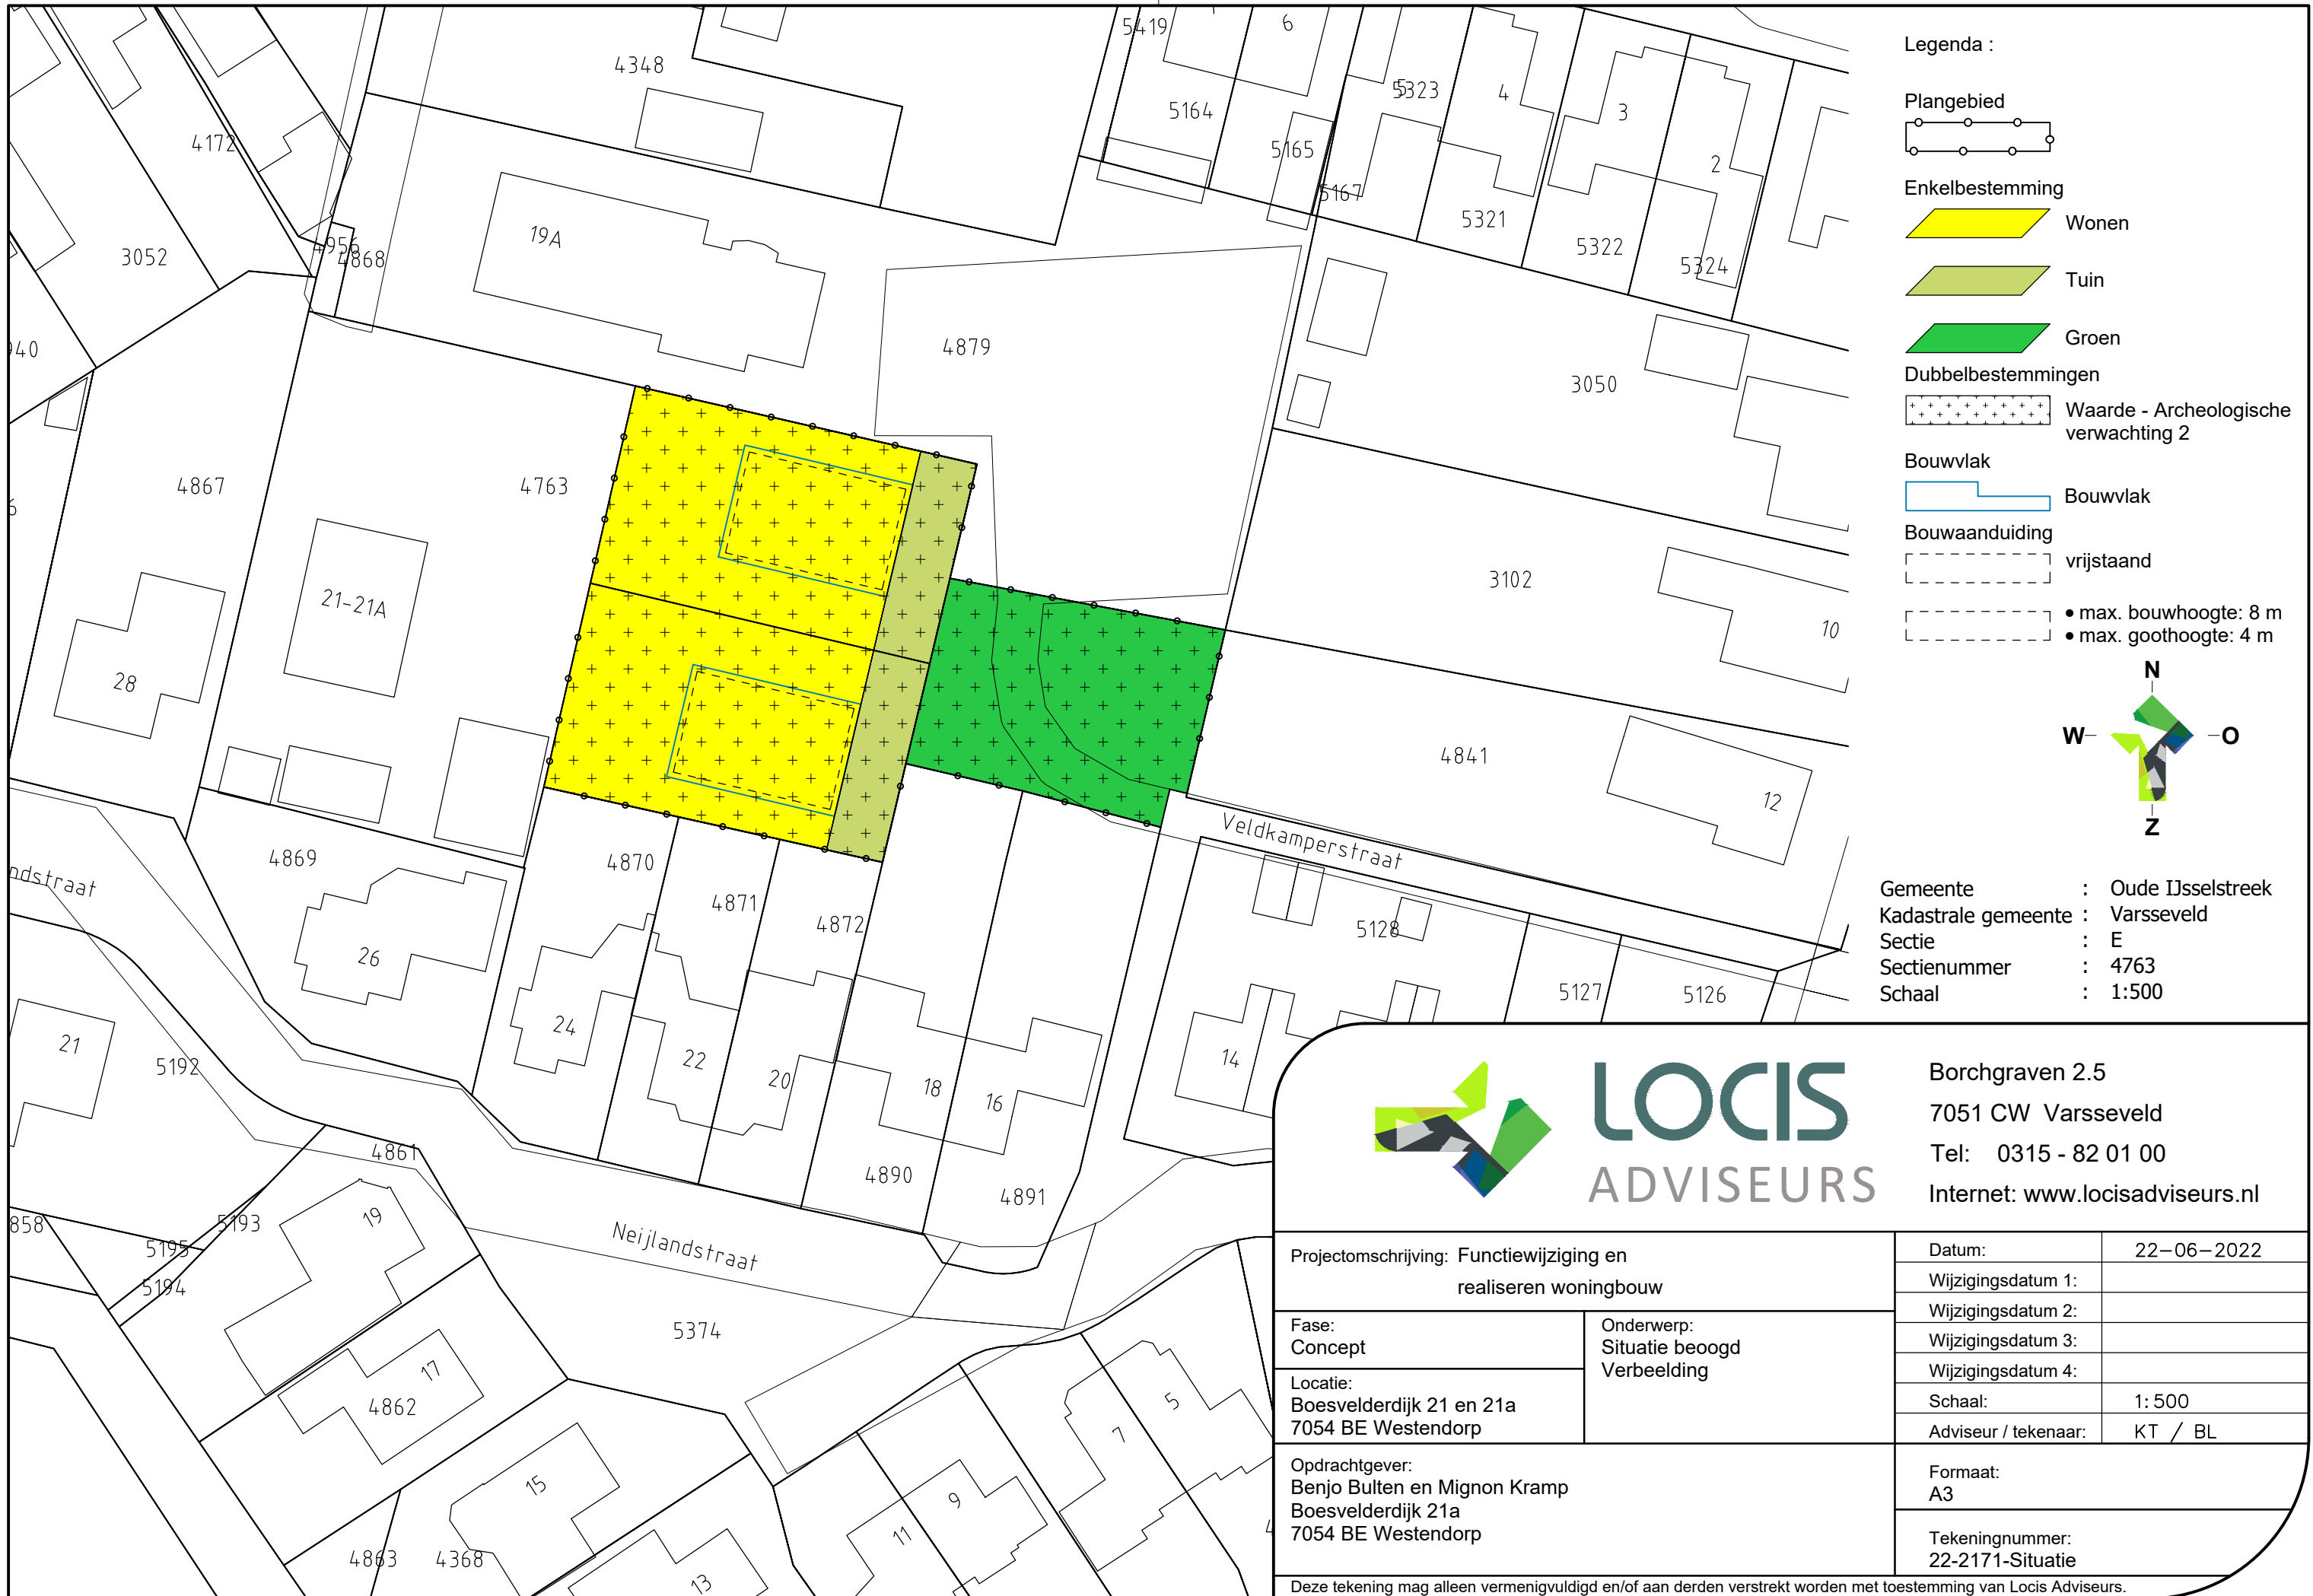 5419
6
4348
5323
5
4
3
2
5164
5165
5167
4172
5321
5322
5324
4956
4868
3052
19A
4879
3050
4867
4763
21-21A
28
3102
10
4841
12
Veldkamperstraat
4869
4870
4871
4872
26
24
22
20
18
16
5128
5127
5126
14
21
5192
4861
4890
4891
Neijlandstraat
858
5193
5195
5194
19
17
4862
5374
15
4863
4368
13
11
9
7
5
Legenda :
Plangebied
Enkelbestemming
Wonen
Tuin
Groen
Dubbelbestemmingen
Waarde - Archeologische
verwachting 2
Bouwvlak
Bouwvlak
Bouwaanduiding
vrijstaand
• max. bouwhoogte: 8 m
• max. goothoogte: 4 m
N
W
O
Z
Gemeente : Oude IJsselstreek
Kadastrale gemeente : Varsseveld
Sectie : E
Sectienummer : 4763
Schaal : 1:500
LOCIS
ADVISEURS
Borchgraven 2.5
7051 CW Varsseveld
Tel: 0315 - 82 01 00
Internet: www.locisadviseurs.nl
Projectomschrijving: Functiewijziging en
realiseren woningbouw
Fase:
Concept
Onderwerp:
Situatie beoogd
Verbeelding
Locatie:
Boesvelderdijk 21 en 21a
7054 BE Westendorp
Opdrachtgever:
Benjo Bulten en Mignon Kramp
Boesvelderdijk 21a
7054 BE Westendorp
Datum: 22-06-2022
Wijzigingsdatum 1:
Wijzigingsdatum 2:
Wijzigingsdatum 3:
Wijzigingsdatum 4:
Schaal: 1:500
Adviseur / tekenaar: KT / BL
Formaat:
A3
Tekeningnummer:
22-2171-Situatie
Deze tekening mag alleen vermenigvuldigd en/of aan derden verstrekt worden met toestemming van Locis Adviseurs.